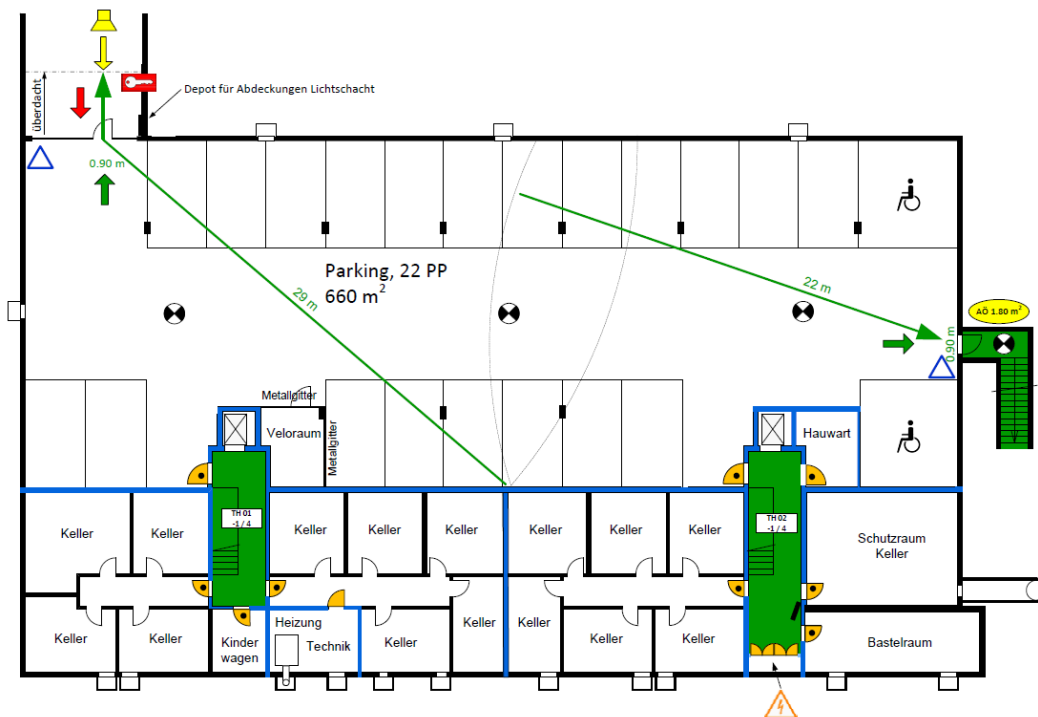 Depot für Abdeckungen Lichtschacht
überdacht
0.90 m
Parking, 22 PP
660 m²
29 m
22 m
AÖ 1.80 m²
0.90 m
Metallgitter
Veloraum
Metallgitter
Hauwart
TH 01
-1 / 4
TH 02
-1 / 4
Keller
Keller
Keller
Keller
Keller
Keller
Keller
Keller
Schutzraum
Keller
Keller
Keller
Kinder
wagen
Heizung
Technik
Keller
Keller
Keller
Keller
Keller
Bastelraum